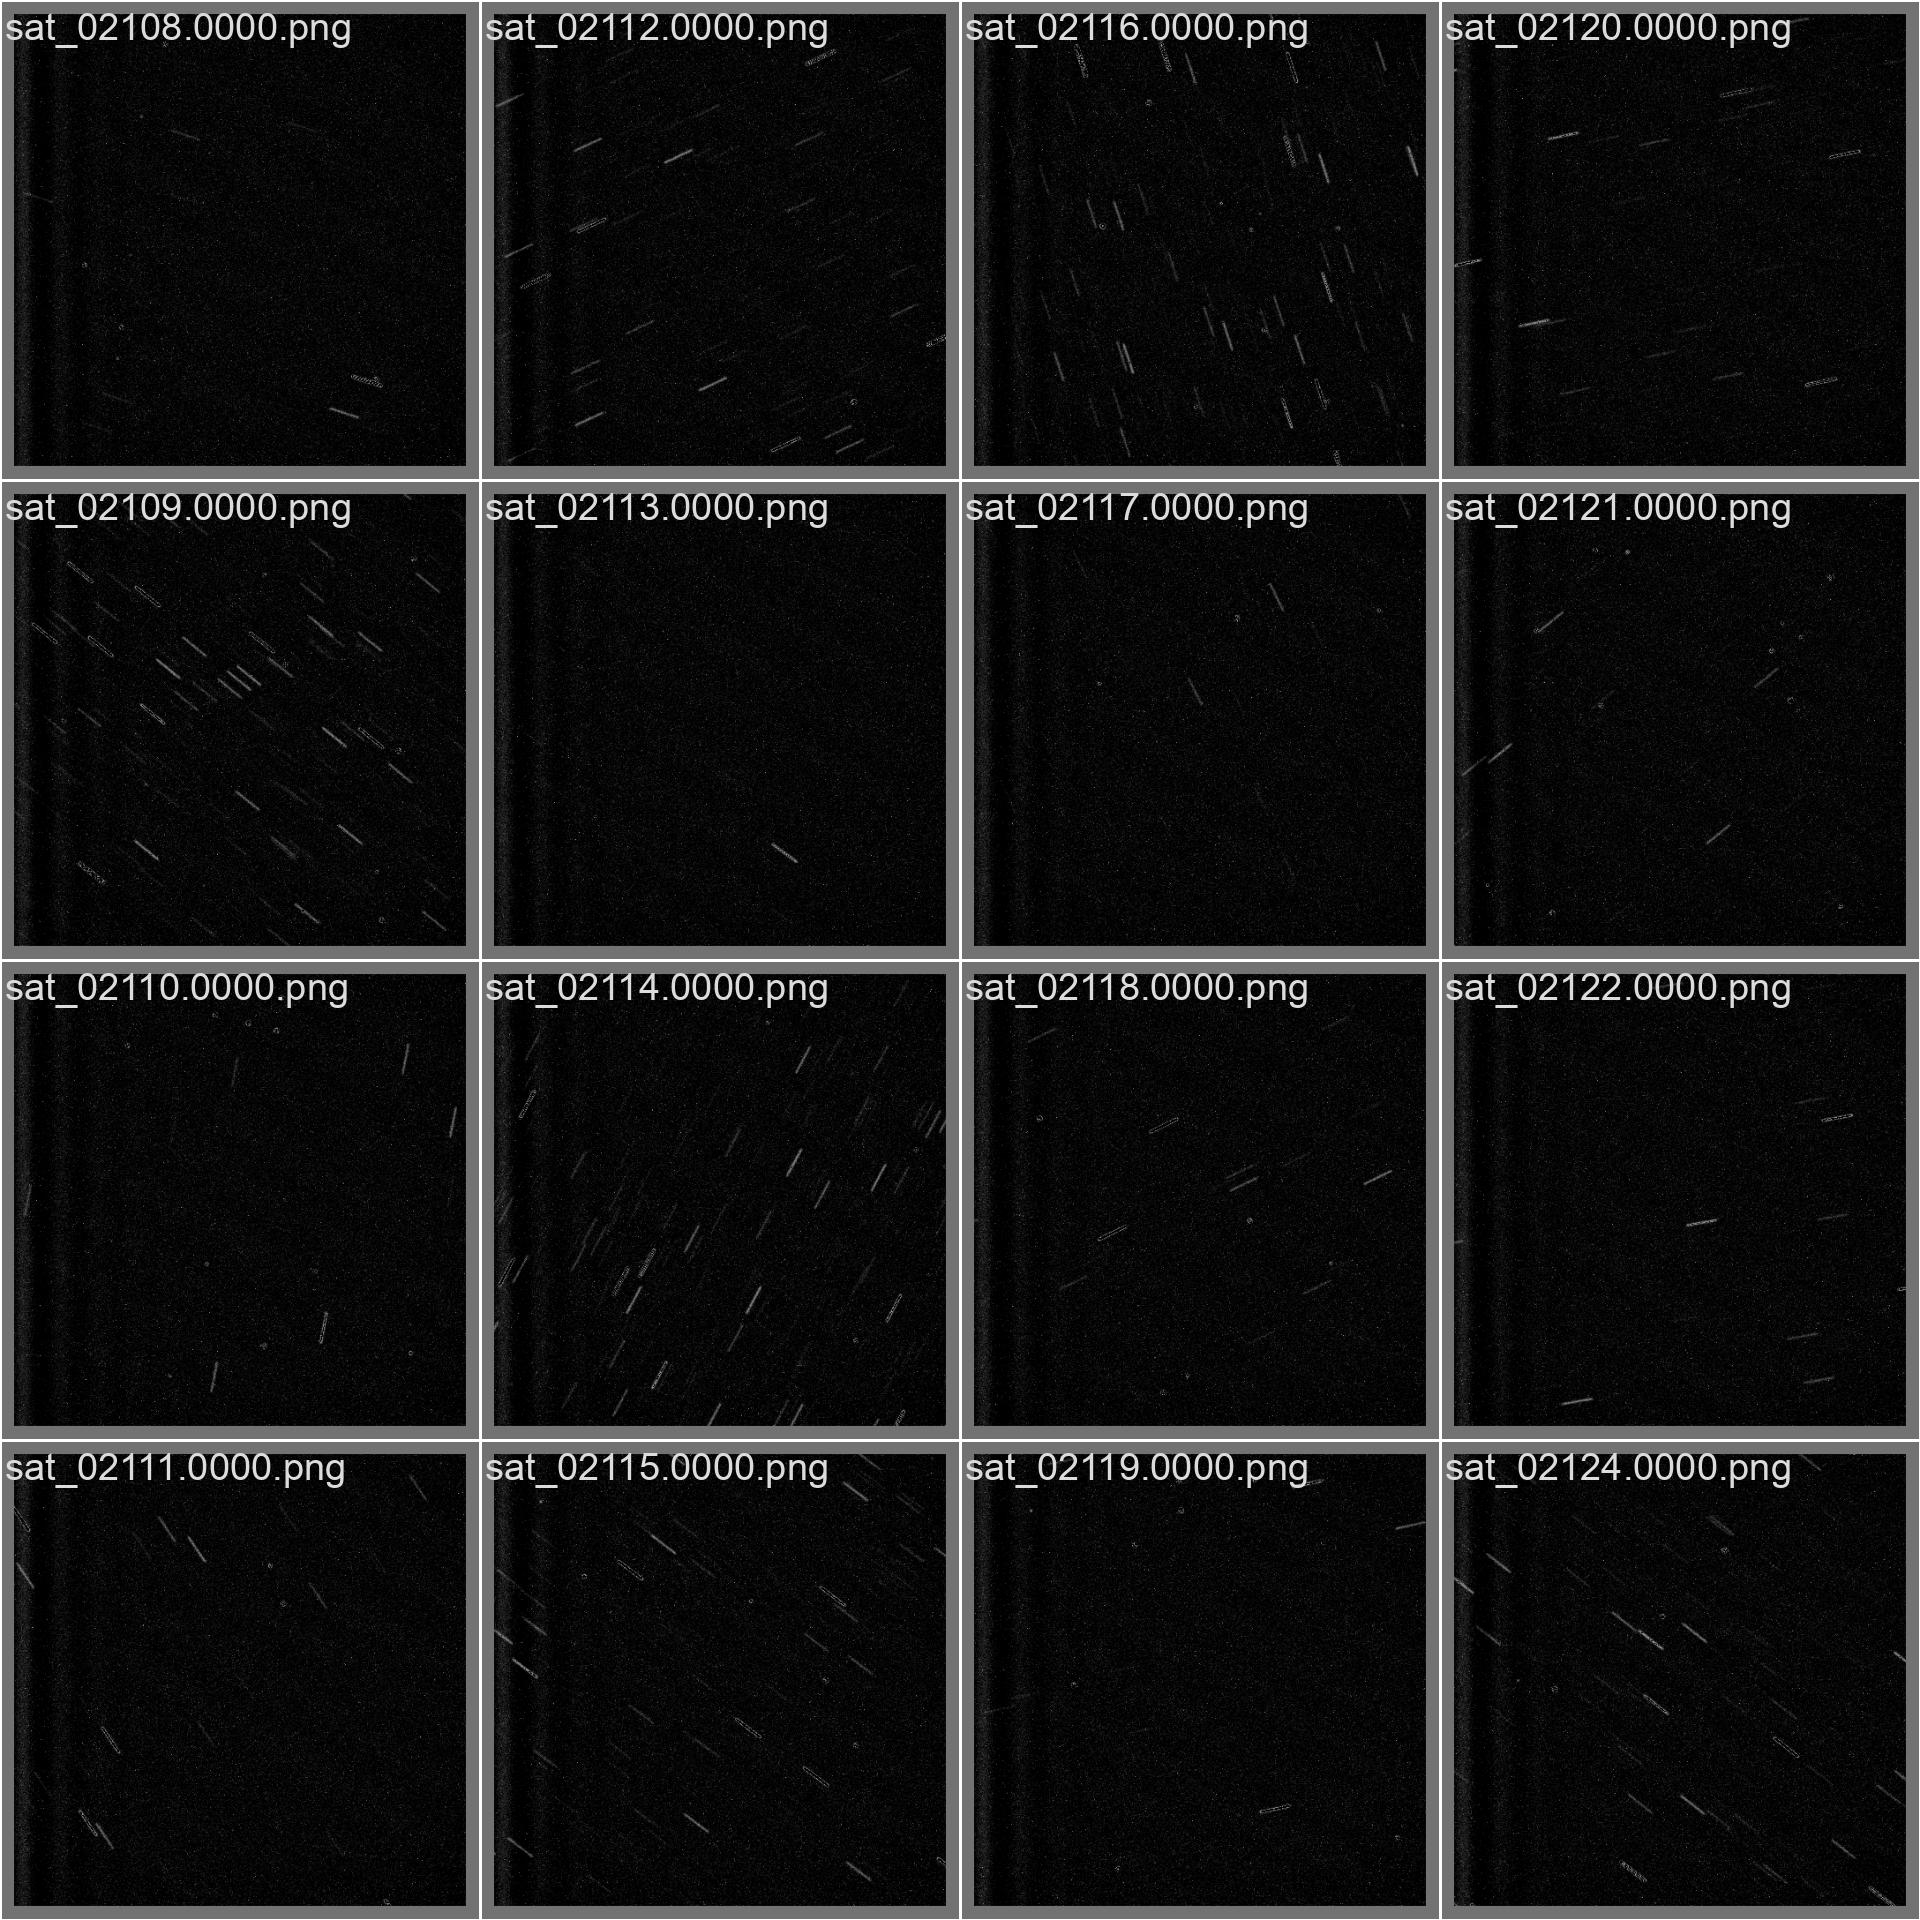 sat_02108.0000.png
sat_02112.0000.png
sat_02116.0000.png
sat_02120.0000.png
sat_02109.0000.png
sat_02113.0000.png
sat_02117.0000.png
sat_02121.0000.png
sat_02110.0000.png
sat_02114.0000.png
sat_02118.0000.png
sat_02122.0000.png
sat_02111.0000.png
sat_02115.0000.png
sat_02119.0000.png
sat_02124.0000.png